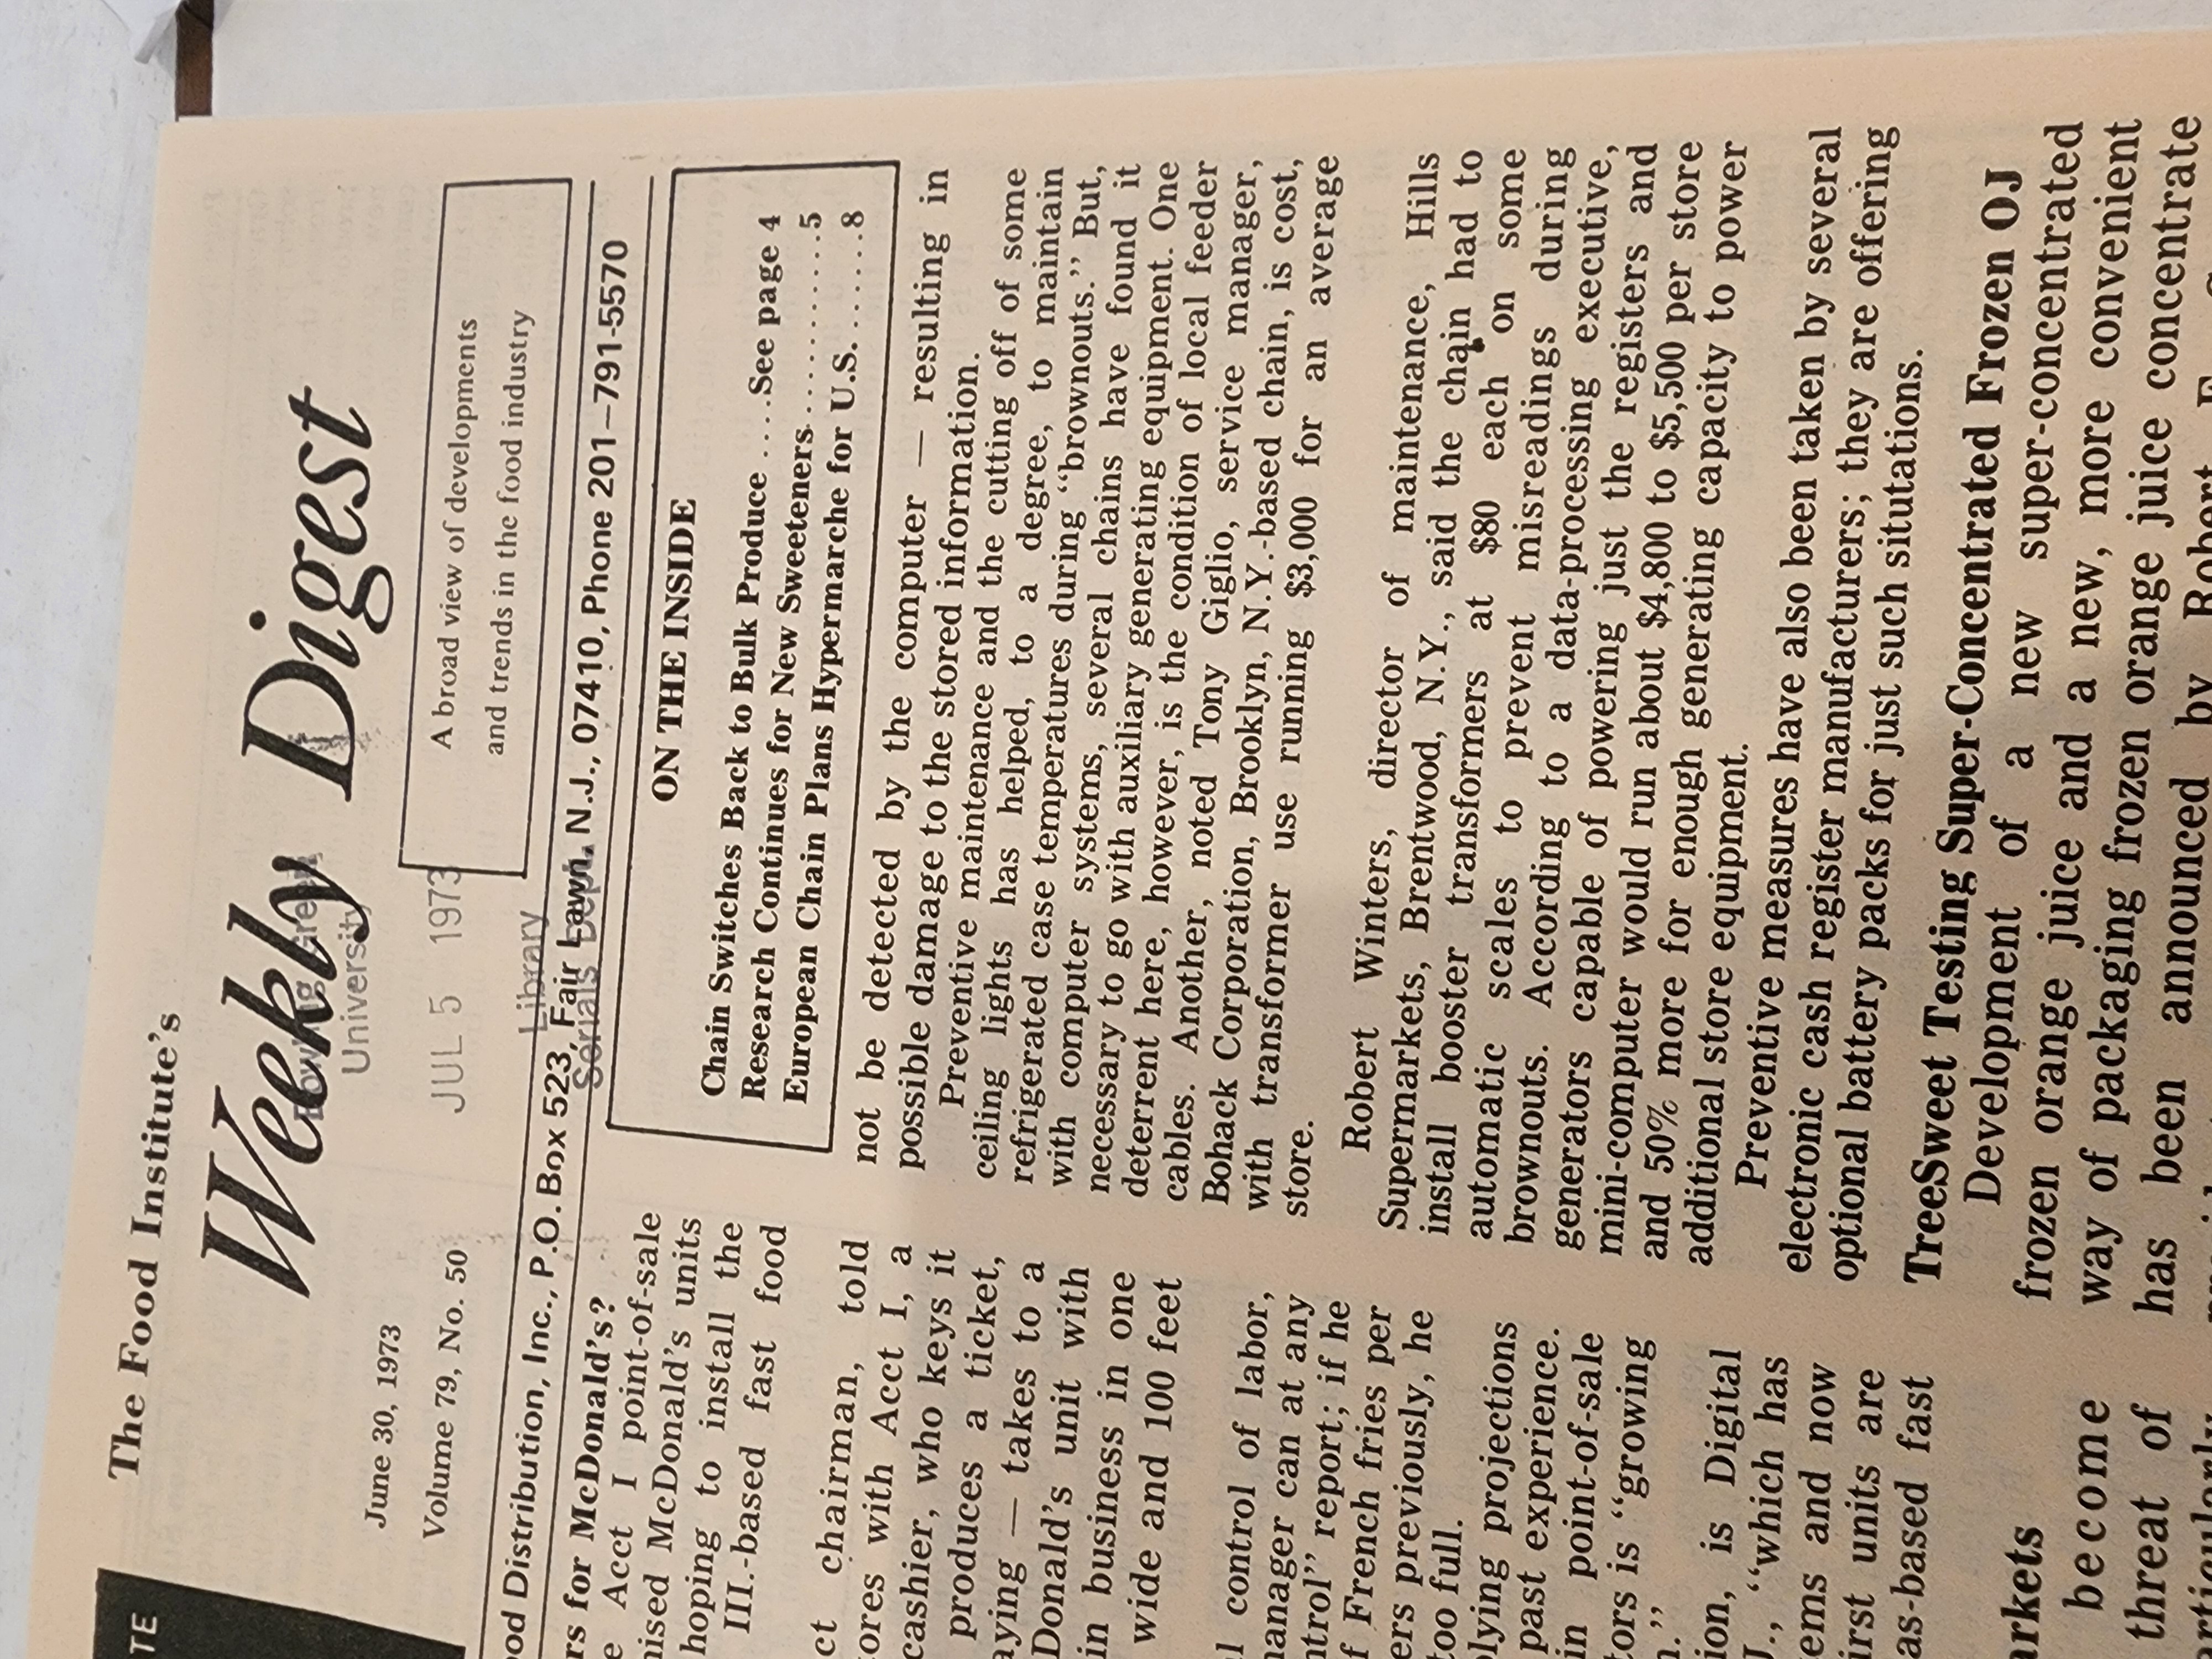 The Food Institute's
Weekly Digest
June 30, 1973
Volume 79, No. 50
Bowling Green
University
JUL 5 1973
Library
Serials Dept.
A broad view of developments
and trends in the food industry
TE
ood Distribution, Inc., P.O. Box 523, Fair Lawn, N.J., 07410, Phone 201–791-5570
rs for McDonald's?
e Acct I point-of-sale
nised McDonald's units
hoping to install the
Ill.-based fast food
ct chairman, told
ores with Acct I, a
cashier, who keys it
produces a ticket,
aying — takes to a
Donald's unit with
in business in one
wide and 100 feet
l control of labor,
nanager can at any
ntrol" report; if he
f French fries per
ers previously, he
too full.
plying projections
past experience.
in point-of-sale
tors is "growing
n."
ion, is Digital
J., "which has
ems and now
irst units are
as-based fast
arkets
become
threat of
ON THE INSIDE
Chain Switches Back to Bulk Produce ....See page 4
Research Continues for New Sweeteners...........5
European Chain Plans Hypermarche for U.S.......8
not be detected by the computer — resulting in
possible damage to the stored information.
Preventive maintenance and the cutting off of some
ceiling lights has helped, to a degree, to maintain
refrigerated case temperatures during "brownouts." But,
with computer systems, several chains have found it
necessary to go with auxiliary generating equipment. One
deterrent here, however, is the condition of local feeder
cables. Another, noted Tony Giglio, service manager,
Bohack Corporation, Brooklyn, N.Y.-based chain, is cost,
with transformer use running $3,000 for an average
store.
Robert Winters, director of maintenance, Hills
Supermarkets, Brentwood, N.Y., said the chain had to
install booster transformers at $80 each on some
automatic scales to prevent misreadings during
brownouts. According to a data-processing executive,
generators capable of powering just the registers and
mini-computer would run about $4,800 to $5,500 per store
and 50% more for enough generating capacity to power
additional store equipment.
Preventive measures have also been taken by several
electronic cash register manufacturers; they are offering
optional battery packs for just such situtations.
TreeSweet Testing Super-Concentrated Frozen OJ
Development of a new super-concentrated
frozen orange juice and a new, more convenient
way of packaging frozen orange juice concentrate
has been announced by Robert